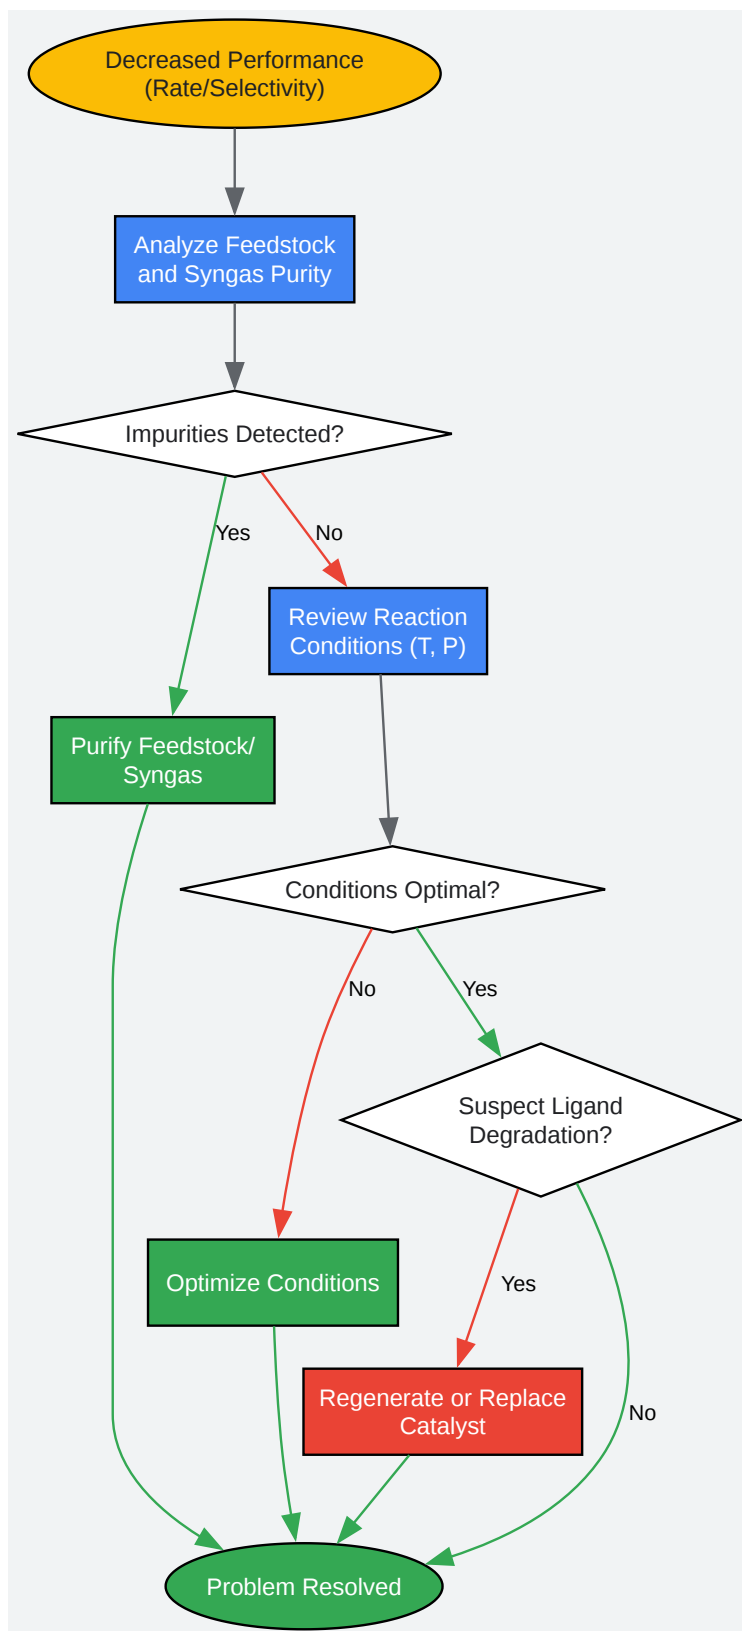 Decreased Performance
(Rate/Selectivity)
Analyze Feedstock
and Syngas Purity
Impurities Detected?
Yes
No
Review Reaction
Conditions (T, P)
Purify Feedstock/
Syngas
Conditions Optimal?
No
Yes
Suspect Ligand
Degradation?
Optimize Conditions
Yes
Regenerate or Replace
Catalyst
No
Problem Resolved